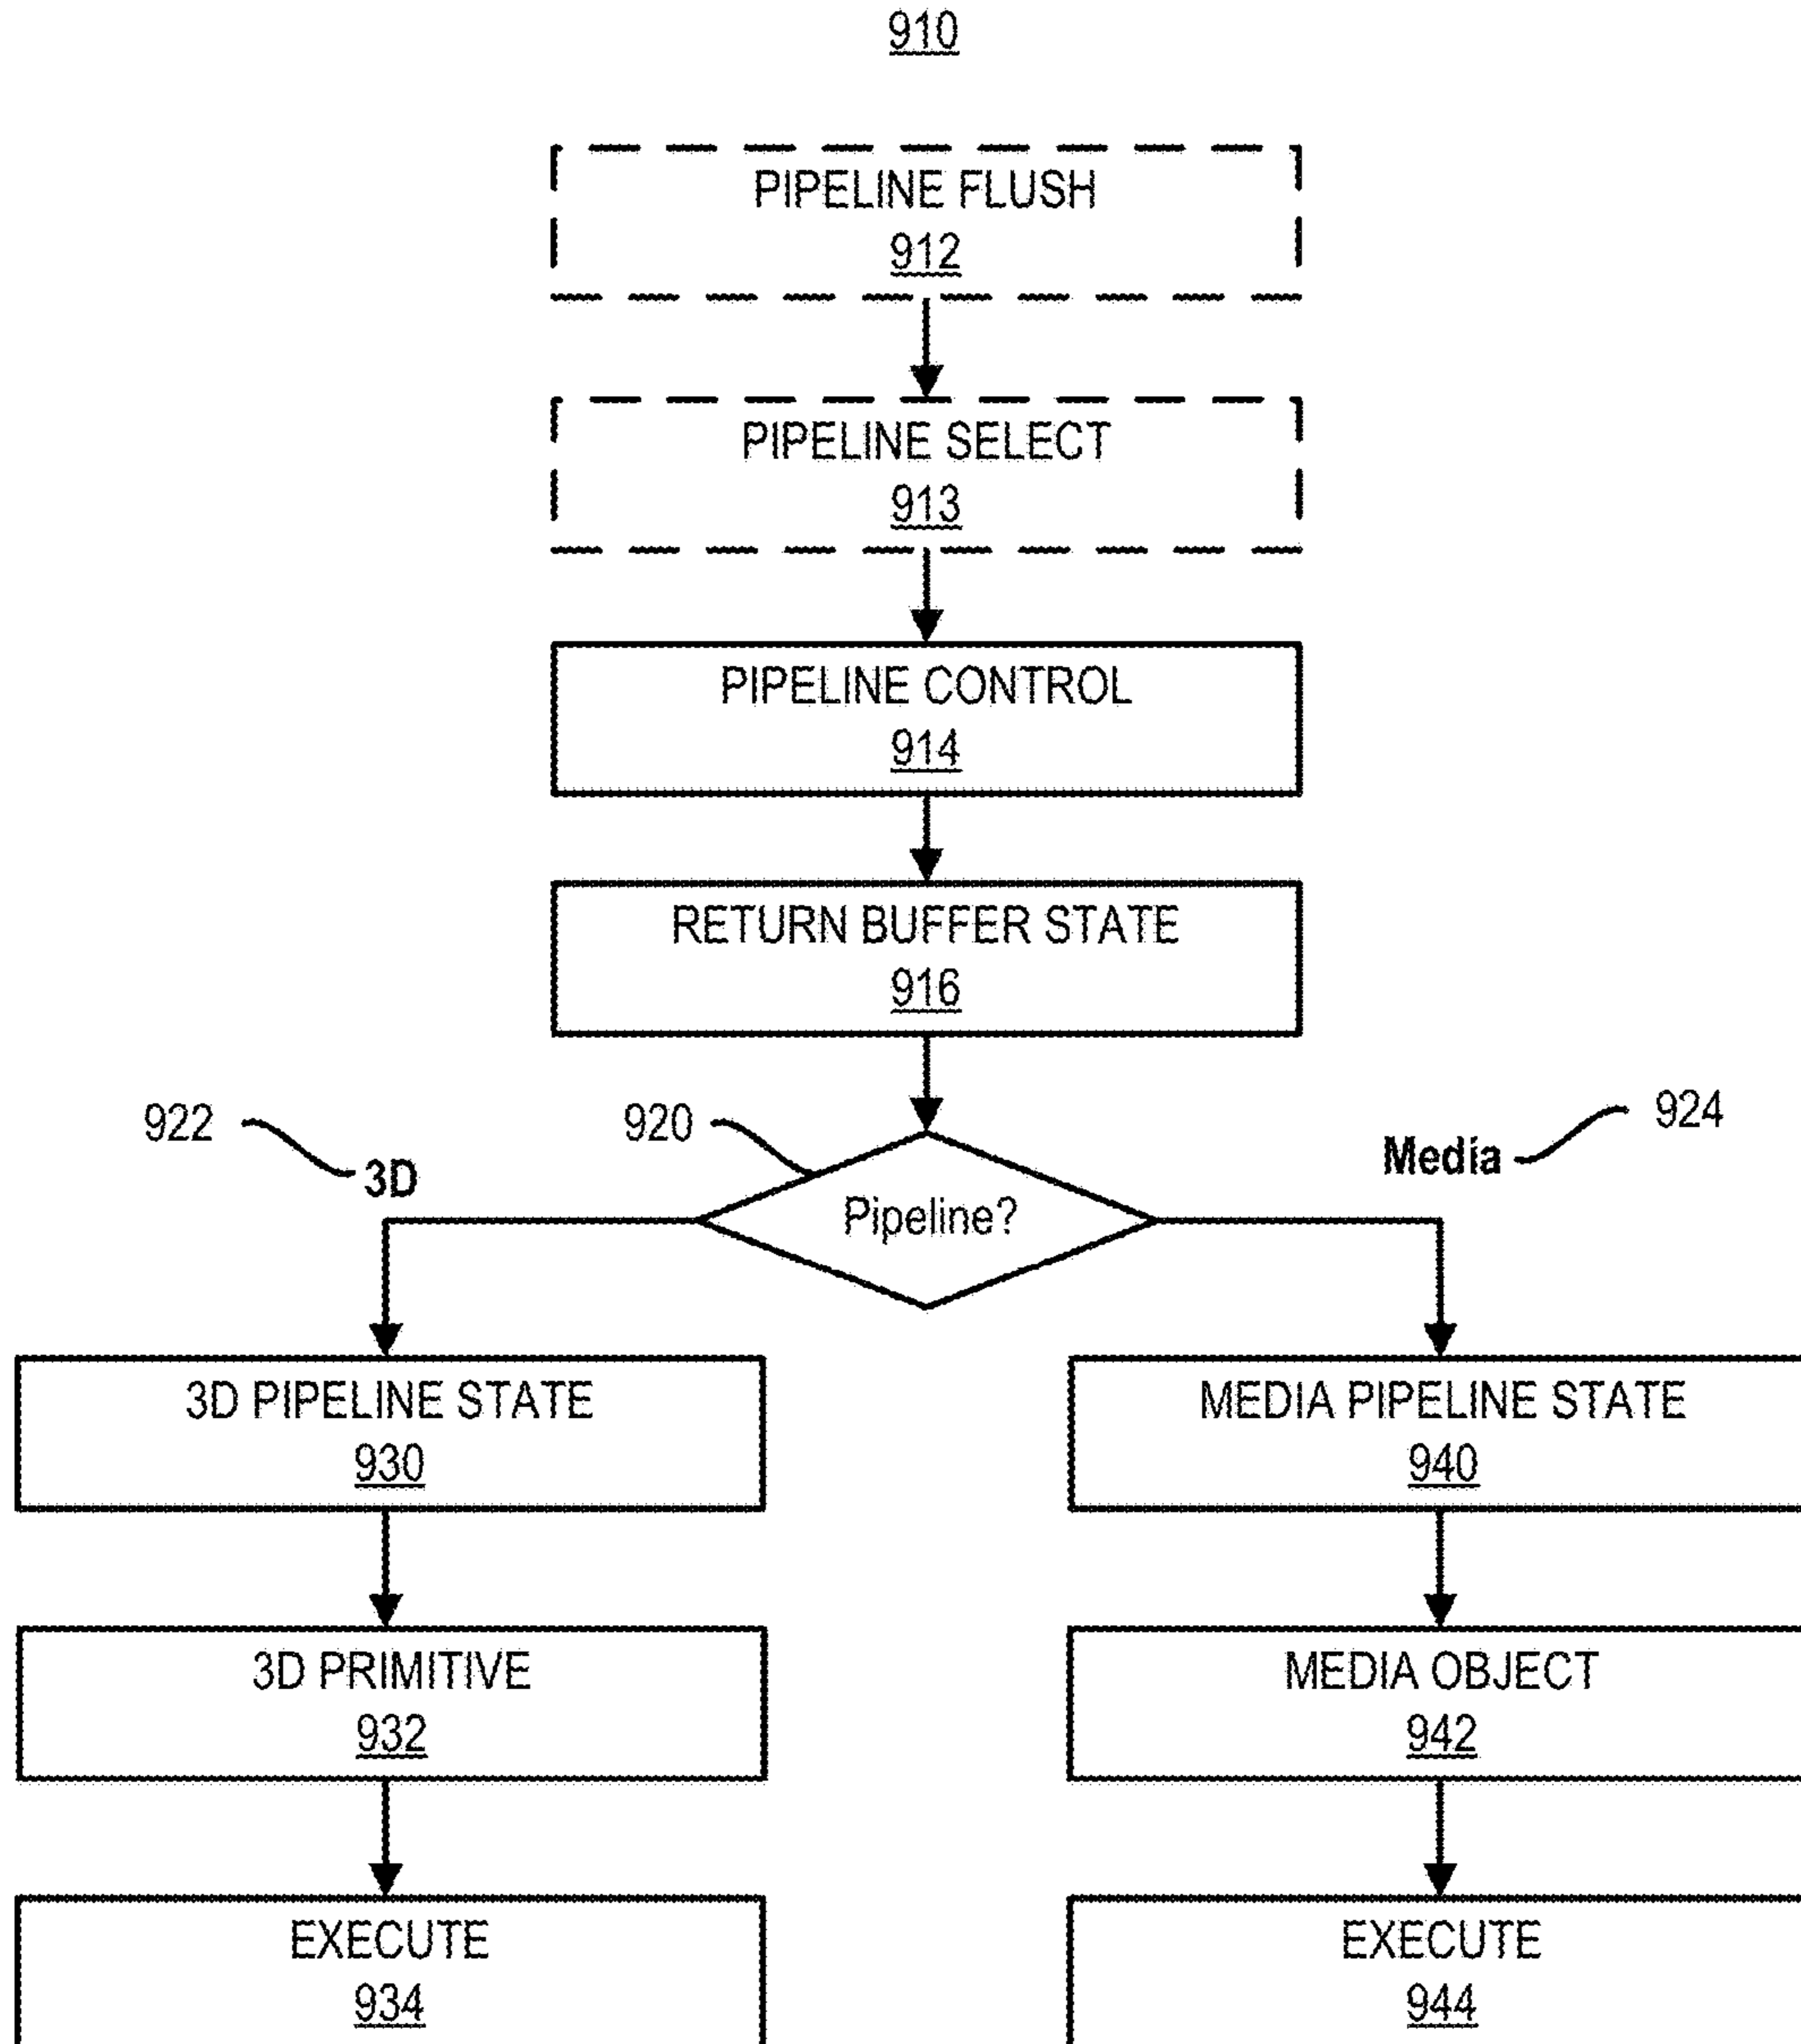 910
PIPELINE FLUSH
912
PIPELINE SELECT
913
PIPELINE CONTROL
914
RETURN BUFFER STATE
916
922
3D
920
Pipeline?
Media
924
3D PIPELINE STATE
930
MEDIA PIPELINE STATE
940
3D PRIMITIVE
932
MEDIA OBJECT
942
EXECUTE
934
EXECUTE
944